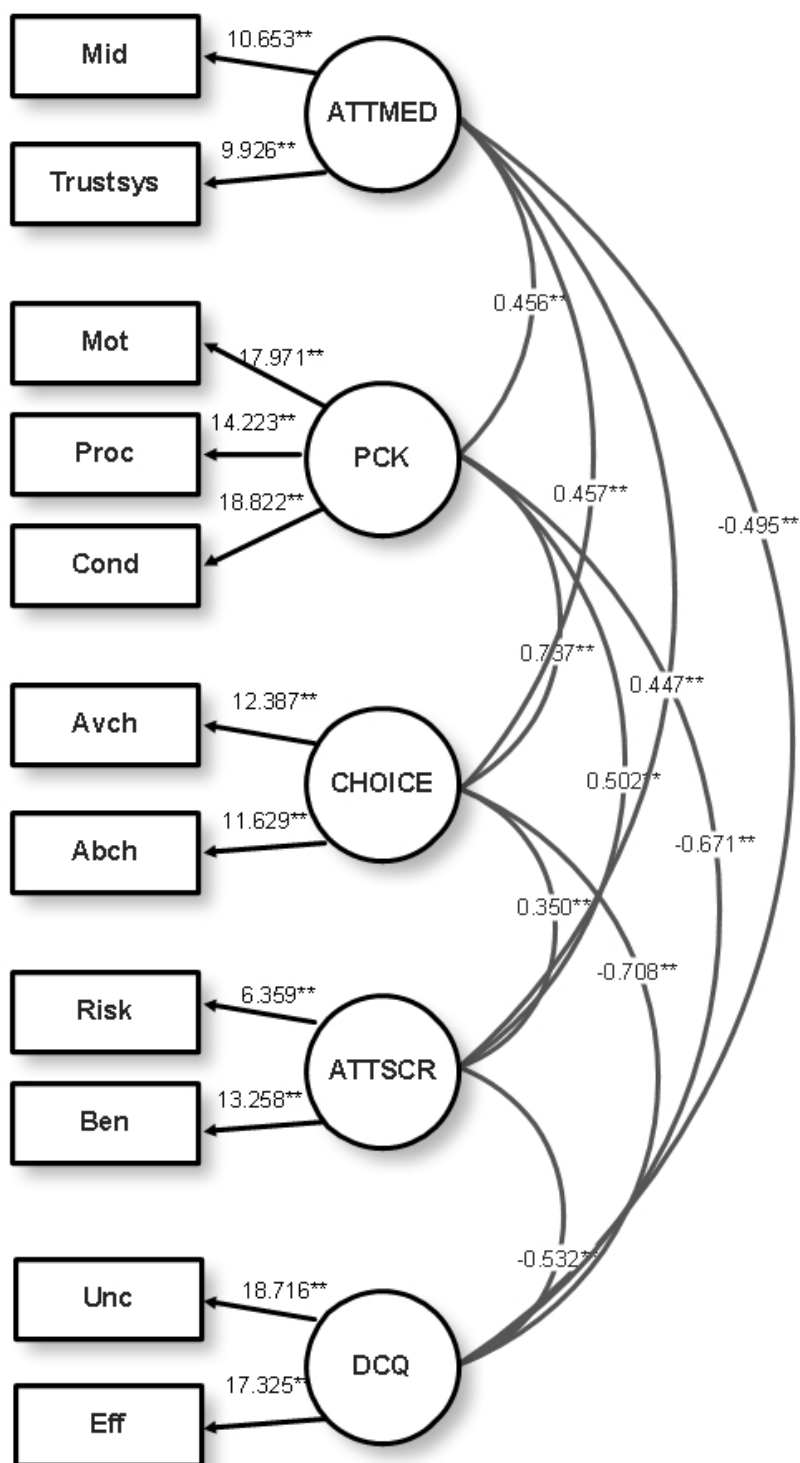 Mid
10.653**
ATTMED
Trustsys
9.926**
0.456**
Mot
17.971**
Proc
14.223**
PCK
Cond
18.822**
0.457**
-0.495**
0.737**
0.447**
Avch
12.387**
CHOICE
Abch
11.629**
0.502**
-0.671**
0.350**
-0.708**
Risk
6.359**
ATTSCR
Ben
13.258**
-0.532**
Unc
18.716**
DCQ
Eff
17.325**